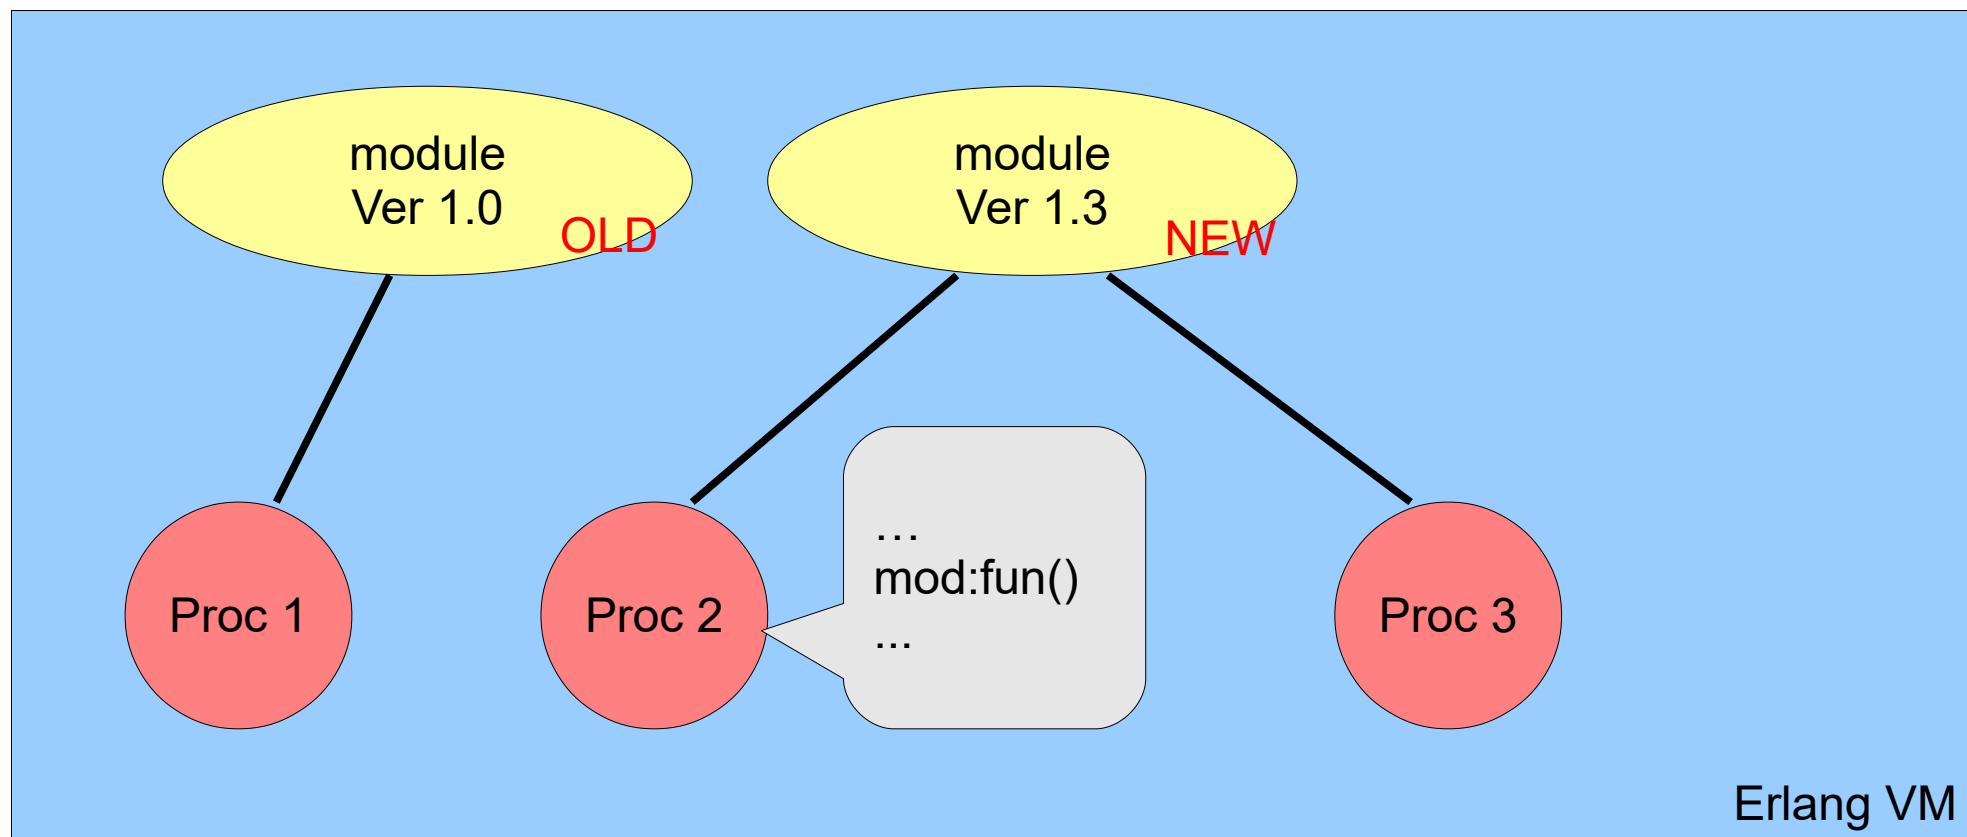 module
Ver 1.0
OLD
module
Ver 1.3
NEW
Proc 1
Proc 2
…
mod:fun()
...
Proc 3
Erlang VM